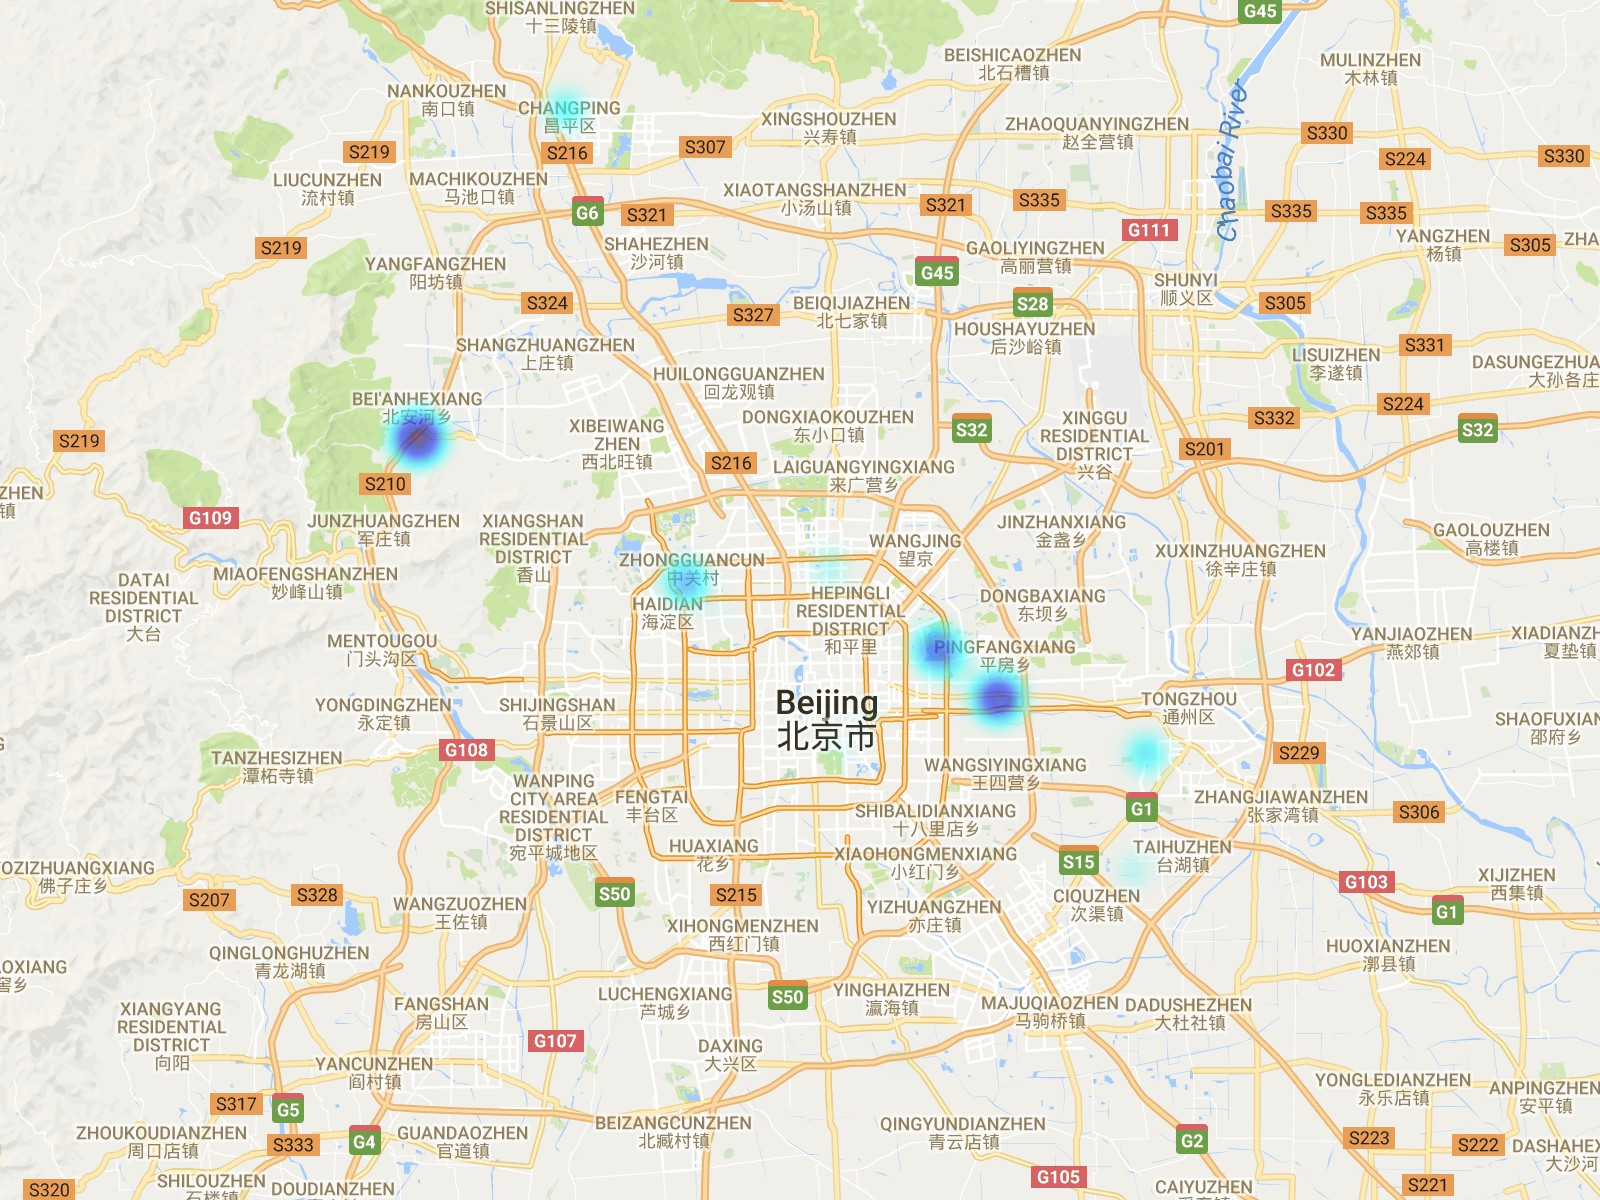 SHISANLINGZHEN
十三陵镇
G45
BEISHICAOZHEN
北石槽镇
MULINZHEN
木林镇
NANKOUZHEN
南口镇
CHANGPING
昌平区
XINGSHOUZHEN
兴寿镇
ZHAOQUANYINGZHEN
赵全营镇
Chaobai River
S330
S219
S216
S307
S224
S330
LIUCUNZHEN
流村镇
MACHIKOUZHEN
马池口镇
XIAOTANGSHANZHEN
小汤山镇
G6
S321
S321
S335
S335
S335
G111
S219
SHAHEZHEN
沙河镇
GAOLIYINGZHEN
高丽营镇
YANGZHEN
杨镇
S305
ZHA
YANGFANGZHEN
阳坊镇
G45
SHUNYI
顺义区
S324
S327
BEIQIJIAZHEN
北七家镇
S28
S305
HOUSHAYUZHEN
后沙峪镇
SHANGZHUANGZHEN
上庄镇
S331
LISUIZHEN
李遂镇
DASUNGEZHUA
大孙各庄
HUILONGGUANZHEN
回龙观镇
BEI'ANHEXIANG
北安河乡
S219
XIBEIWANG
ZHEN
西北旺镇
DONGXIAOKOUZHEN
东小口镇
S32
XINGGU
RESIDENTIAL
DISTRICT
兴谷
S332
S224
S32
S201
S210
S216
LAIGUANGYINGXIANG
来广营乡
ZHEN
镇
G109
JUNZHUANGZHEN
军庄镇
XIANGSHAN
RESIDENTIAL
DISTRICT
香山
WANGJING
望京
JINZHANXIANG
金盏乡
GAOLOUZHEN
高楼镇
ZHONGGUANCUN
中关村
XUXINZHUANGZHEN
徐辛庄镇
DATAI
RESIDENTIAL
DISTRICT
大台
MIAOFENGSHANZHEN
妙峰山镇
HAIDIAN
海淀区
HEPINGLI
RESIDENTIAL
DISTRICT
和平里
DONGBAXIANG
东坝乡
MENTOUGOU
门头沟区
PINGFANGXIANG
平房乡
YANJIAOZHEN
燕郊镇
XIADIANZH
夏垫镇
G102
YONGDINGZHEN
永定镇
SHIJINGSHAN
石景山区
Beijing
北京市
TONGZHOU
通州区
SHAOFUXIAN
邵府乡
G108
TANZHESIZHEN
潭柘寺镇
WANGSIYINGXIANG
王四营乡
S229
WANPING
CITY AREA
RESIDENTIAL
DISTRICT
宛平城地区
FENGTAI
丰台区
SHIBALIDIANXIANG
十八里店乡
G1
ZHANGJIAWANZHEN
张家湾镇
S306
HUAXIANG
花乡
XIAOHONGMENXIANG
小红门乡
S15
TAIHUZHEN
台湖镇
OZIZHUANGXIANG
佛子庄乡
S207
S328
S50
S215
G103
XIJIZHEN
西集镇
G1
CIQUZHEN
次渠镇
WANGZUOZHEN
王佐镇
YIZHUANGZHEN
亦庄镇
XIHONGMENZHEN
西红门镇
QINGLONGHUZHEN
青龙湖镇
HUOXIANZHEN
漷县镇
OXIANG
窖乡
S50
LUCHENGXIANG
芦城乡
YINGHAIZHEN
瀛海镇
MAJUQIAOZHEN
马驹桥镇
DADUSHEZHEN
大杜社镇
XIANGYANG
RESIDENTIAL
DISTRICT
向阳
FANGSHAN
房山区
G107
DAXING
大兴区
YANCUNZHEN
阎村镇
YONGLEDIANZHEN
永乐店镇
ANPINGZHEN
安平镇
S317
G5
ZHOUKOUDIANZHEN
周口店镇
S333
G4
GUANDAOZHEN
官道镇
BEIZANGCUNZHEN
北臧村镇
QINGYUNDIANZHEN
青云店镇
G2
S223
S222
DASHAHEX
大沙河
S320
SHILOUZHEN
石楼镇
DOUDIANZHEN
G105
CAIYUZHEN
S221